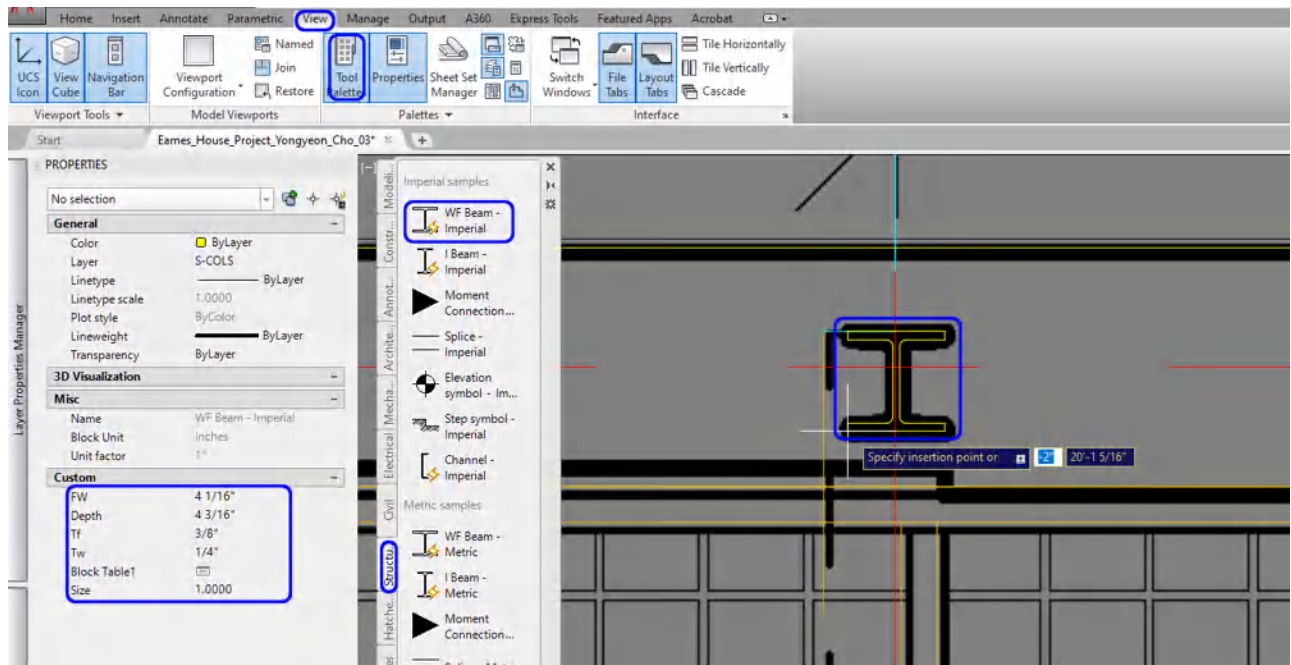 Home Insert Annotate Parametric View Manage Output A360 Express Tools Featured Apps Acrobat
UCS
Icon
View
Cube
Navigation
Bar
Viewport
Configuration
Named
Join
Restore
Tool
Palette
Properties
Sheet Set
Manager
Switch
Windows
File
Tabs
Layout
Tabs
Tile Horizontally
Tile Vertically
Cascade
Viewport Tools
Model Viewports
Palettes
Interface
Start
Eames_House_Project_Yongyeon_Cho_03*
Layer Properties Manager
PROPERTIES
No selection
General
Color ByLayer
Layer S-COLS
Linetype ByLayer
Linetype scale 1.0000
Plot style ByColor
Lineweight ByLayer
Transparency ByLayer
3D Visualization
Misc
Name WF Beam - Imperial
Block Unit Inches
Unit factor 1"
Custom
FW 4 1/16"
Depth 4 3/16"
Tf 3/8"
Tw 1/4"
Block Table1
Size 1.0000
Modeli...
Constr...
Annot...
Archite...
Mecha...
Electrical
Civil
Structu...
Hatche...
Imperial samples
WF Beam -
Imperial
I Beam -
Imperial
Moment
Connection...
Splice -
Imperial
Elevation
symbol - Im...
Step symbol -
Imperial
Channel -
Imperial
Metric samples
WF Beam -
Metric
I Beam -
Metric
Moment
Connection...
Specify insertion point or -2" 20'-1 5/16"